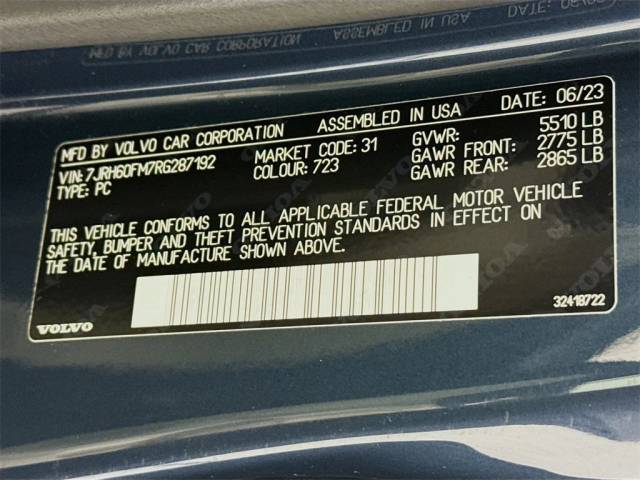 MFD BY VOLVO CAR CORPORATION ASSEMBLED IN USA DATE: 06/23
VIN: 7JRH60FM7RG287192 MARKET CODE: 31 GVWR: 5510 LB
TYPE: PC COLOUR: 723 GAWR FRONT: 2775 LB
GAWR REAR: 2865 LB
THIS VEHICLE CONFORMS TO ALL APPLICABLE FEDERAL MOTOR VEHICLE
SAFETY, BUMPER AND THEFT PREVENTION STANDARDS IN EFFECT ON
THE DATE OF MANUFACTURE SHOWN ABOVE.
VOLVO 32418722